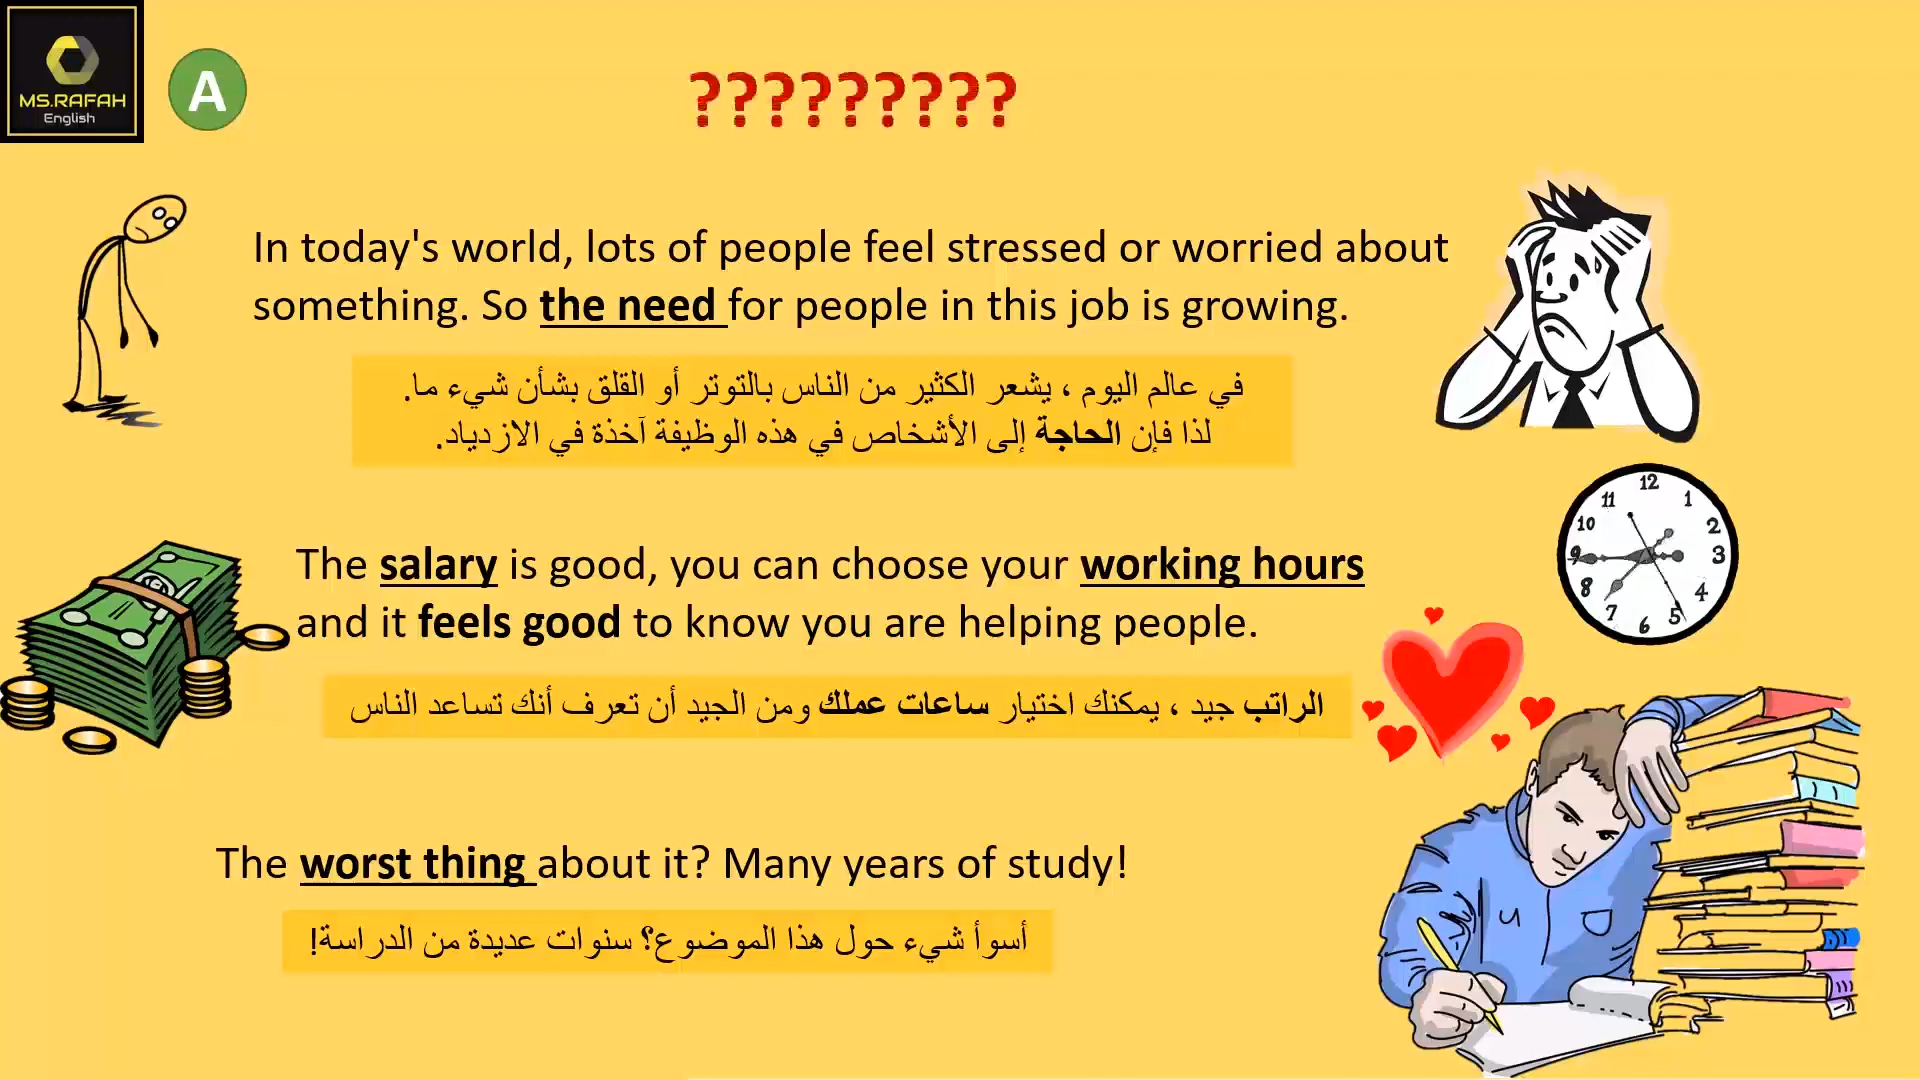 MS.RAFAH
English
A
?????????
In today's world, lots of people feel stressed or worried about
something. So the need for people in this job is growing.
في عالم اليوم ، يشعر الكثير من الناس بالتوتر أو القلق بشأن شيء ما.
لذا فإن الحاجة إلى الأشخاص في هذه الوظيفة آخذة في الازدياد.
The salary is good, you can choose your working hours
and it feels good to know you are helping people.
الراتب جيد ، يمكنك اختيار ساعات عملك ومن الجيد أن تعرف أنك تساعد الناس
The worst thing about it? Many years of study!
أسوأ شيء حول هذا الموضوع؟ سنوات عديدة من الدراسة!
12
11
1
10
2
9
3
8
4
7
5
6